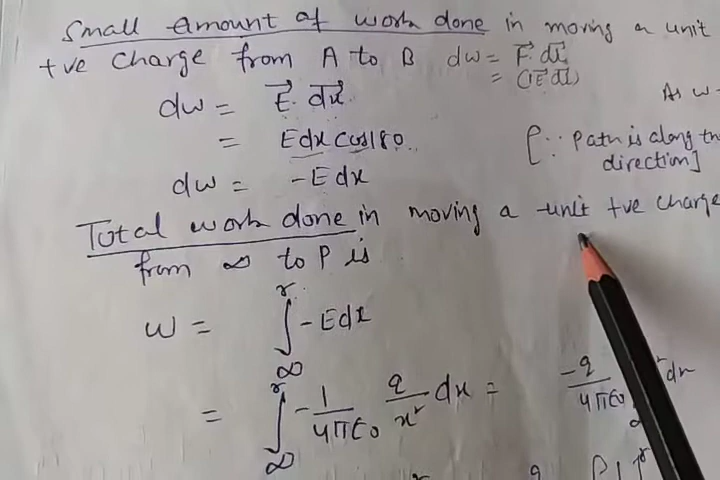 Small amount of work done in moving a unit
+ve charge from A to B dw = F⃗.dx⃗
= (1E⃗ dx⃗)
dw = E⃗. dx⃗
As w
= Edx cos180
[∵ Path is along the
direction]
dw = -Edx
Total work done in moving a unit +ve charge
from ∞ to P is
w = ∫_∞^r -Edx
= ∫_∞^r -1/4πε₀ q/x² dx = -q/4πε₀ dx